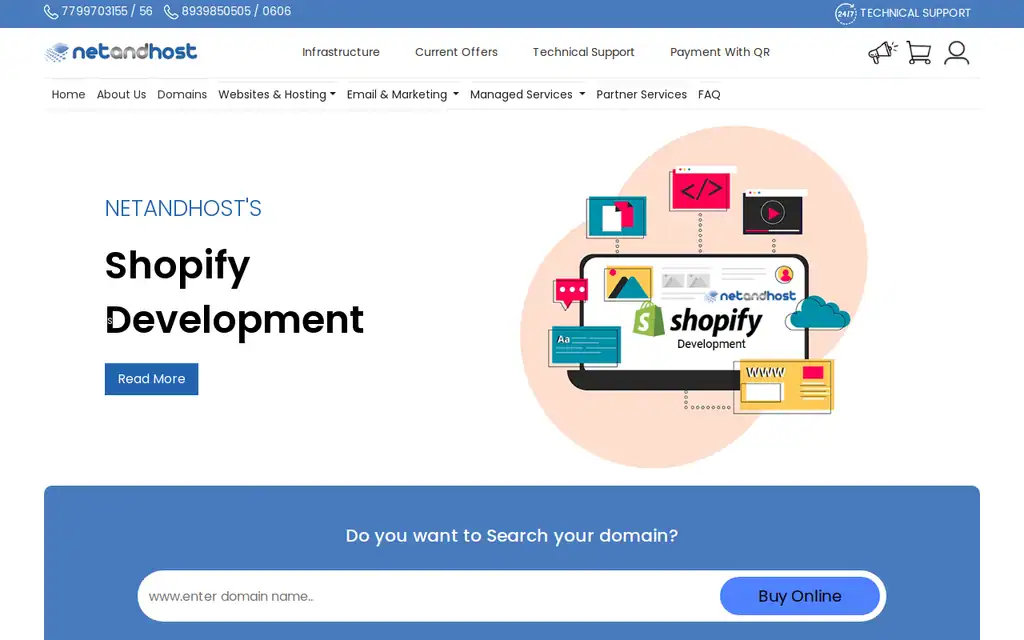 7799703155 / 56 8939850505 / 0606
24/7 TECHNICAL SUPPORT
netandhost Infrastructure Current Offers Technical Support Payment With QR
Home About Us Domains Websites & Hosting Email & Marketing Managed Services Partner Services FAQ
NETANDHOST'S
Shopify
Development
s
Read More
</>
netandhost
S shopify
Development
Aa
WWW
Do you want to Search your domain?
www.enter domain name..
Buy Online